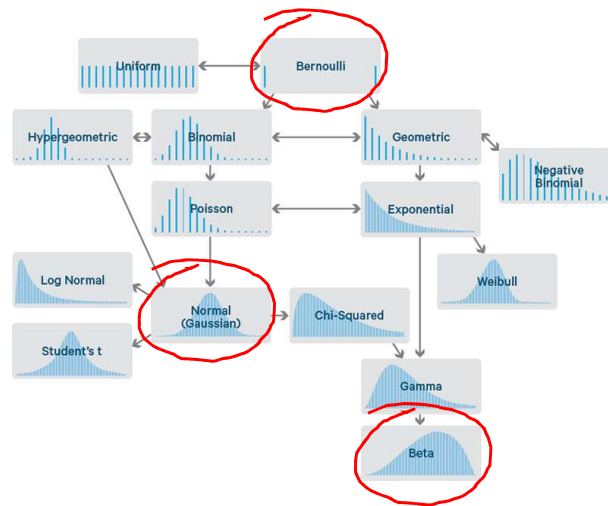 Uniform
Bernoulli
Hypergeometric
Binomial
Geometric
Negative
Binomial
Poisson
Exponential
Log Normal
Weibull
Normal
(Gaussian)
Chi-Squared
Student's t
Gamma
Beta